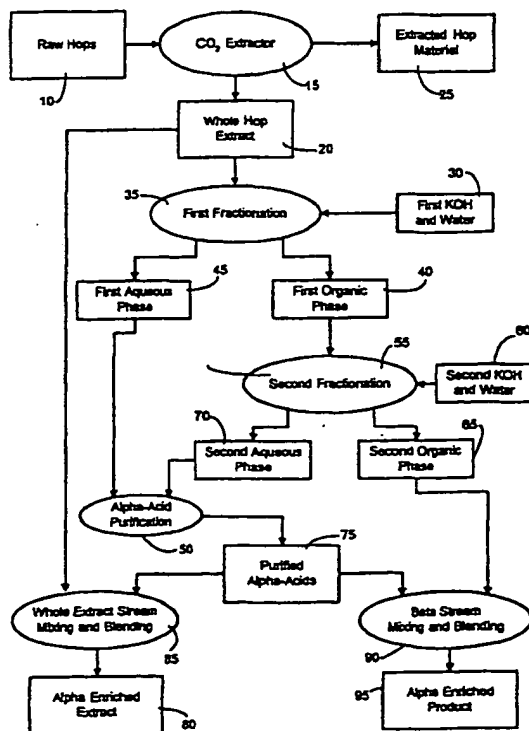 Raw Hops
10
CO₂ Extractor
15
Extracted Hop
Material
25
Whole Hop
Extract
20
35
First Fractionation
30
First KOH
and Water
45
First Aqueous
Phase
40
First Organic
Phase
55
Second Fractionation
60
Second KOH
and Water
70
Second Aqueous
Phase
65
Second Organic
Phase
Alpha-Acid
Purification
50
75
Purified
Alpha-Acids
Whole Extract Stream
Mixing and Blending
85
Beta Stream
Mixing and Blending
90
Alpha Enriched
Extract
80
95
Alpha Enriched
Product